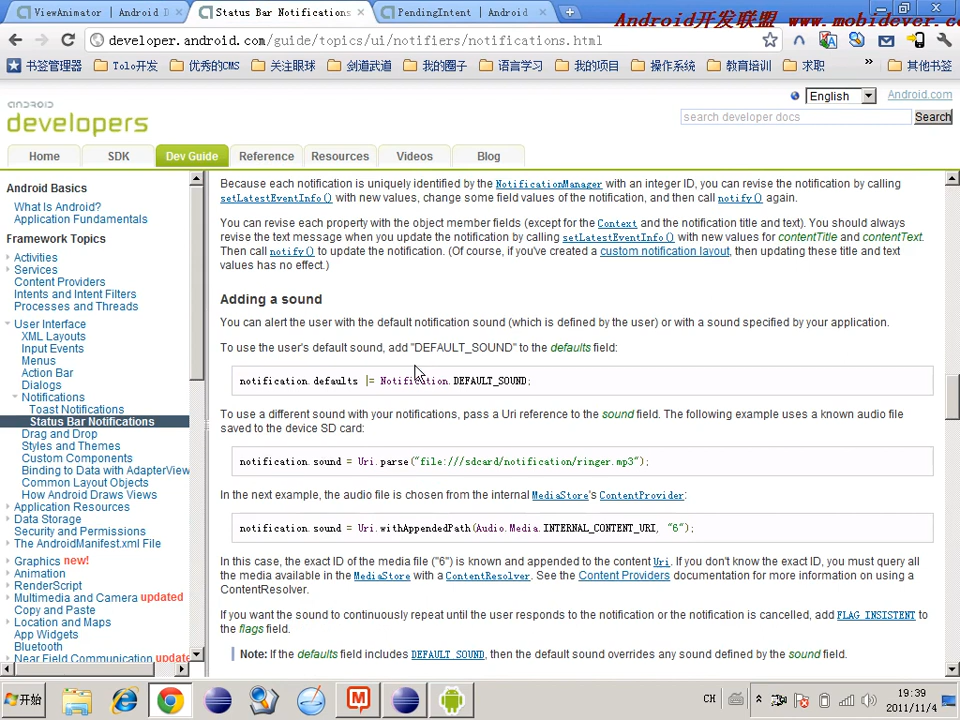 ViewAnimator | Android D
Status Bar Notifications
PendingIntent | Android
Android开发联盟 www.mobidever.co
developer.android.com/guide/topics/ui/notifiers/notifications.html
书签管理器 Tolo开发 优秀的CMS 关注眼球 剑道武道 我的圈子 语言学习 我的项目 操作系统 教育培训 求职 » 其他书签
English Android.com
android
developers
search developer docs Search
Home SDK Dev Guide Reference Resources Videos Blog
Android Basics
What Is Android?
Application Fundamentals
Framework Topics
Activities
Services
Content Providers
Intents and Intent Filters
Processes and Threads
User Interface
XML Layouts
Input Events
Menus
Action Bar
Dialogs
Notifications
Toast Notifications
Status Bar Notifications
Drag and Drop
Styles and Themes
Custom Components
Binding to Data with AdapterView
Common Layout Objects
How Android Draws Views
Application Resources
Data Storage
Security and Permissions
The AndroidManifest.xml File
Graphics new!
Animation
RenderScript
Multimedia and Camera updated
Copy and Paste
Location and Maps
App Widgets
Bluetooth
Near Field Communication update
Because each notification is uniquely identified by the NotificationManager with an integer ID, you can revise the notification by calling
setLatestEventInfo() with new values, change some field values of the notification, and then call notify() again.
You can revise each property with the object member fields (except for the Context and the notification title and text). You should always
revise the text message when you update the notification by calling setLatestEventInfo() with new values for contentTitle and contentText.
Then call notify() to update the notification. (Of course, if you've created a custom notification layout, then updating these title and text
values has no effect.)
Adding a sound
You can alert the user with the default notification sound (which is defined by the user) or with a sound specified by your application.
To use the user's default sound, add "DEFAULT_SOUND" to the defaults field:
notification.defaults |= Notification.DEFAULT_SOUND;
To use a different sound with your notifications, pass a Uri reference to the sound field. The following example uses a known audio file
saved to the device SD card:
notification.sound = Uri.parse("file:///sdcard/notification/ringer.mp3");
In the next example, the audio file is chosen from the internal MediaStore's ContentProvider:
notification.sound = Uri.withAppendedPath(Audio.Media.INTERNAL_CONTENT_URI, "6");
In this case, the exact ID of the media file ("6") is known and appended to the content Uri. If you don't know the exact ID, you must query all
the media available in the MediaStore with a ContentResolver. See the Content Providers documentation for more information on using a
ContentResolver.
If you want the sound to continuously repeat until the user responds to the notification or the notification is cancelled, add FLAG_INSISTENT to
the flags field.
Note: If the defaults field includes DEFAULT_SOUND, then the default sound overrides any sound defined by the sound field.
开始
CH
19:39
2011/11/4